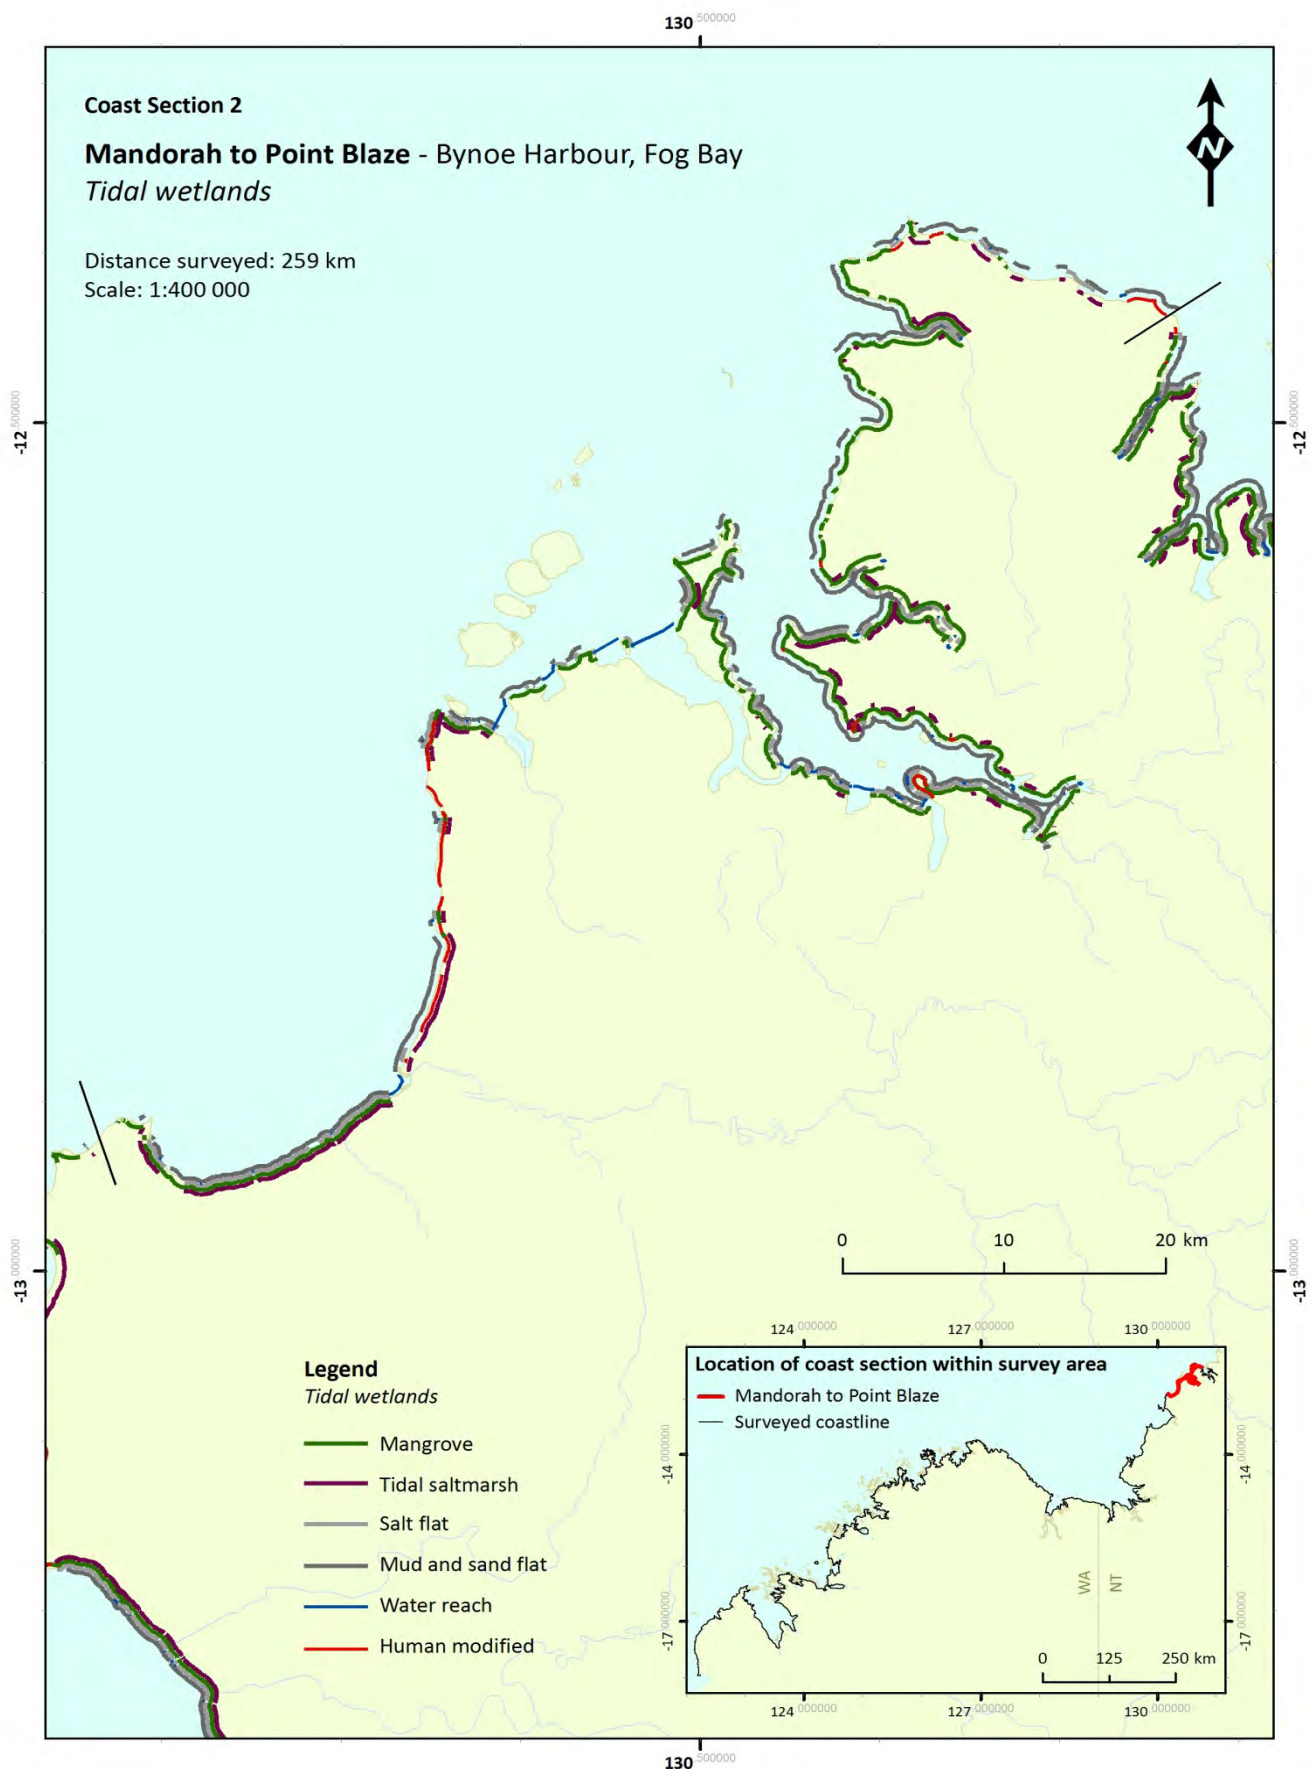 130.500000
Coast Section 2
Mandorah to Point Blaze - Bynoe Harbour, Fog Bay
Tidal wetlands
Distance surveyed: 259 km
Scale: 1:400 000
N
-12.500000
-12.500000
0 10 20 km
-13.000000
-13.000000
Legend
Tidal wetlands
Mangrove
Tidal saltmarsh
Salt flat
Mud and sand flat
Water reach
Human modified
124.000000 127.000000 130.000000
Location of coast section within survey area
Mandorah to Point Blaze
Surveyed coastline
-14.000000
-14.000000
WA
NT
-17.000000
-17.000000
0 125 250 km
124.000000 127.000000 130.000000
130.500000